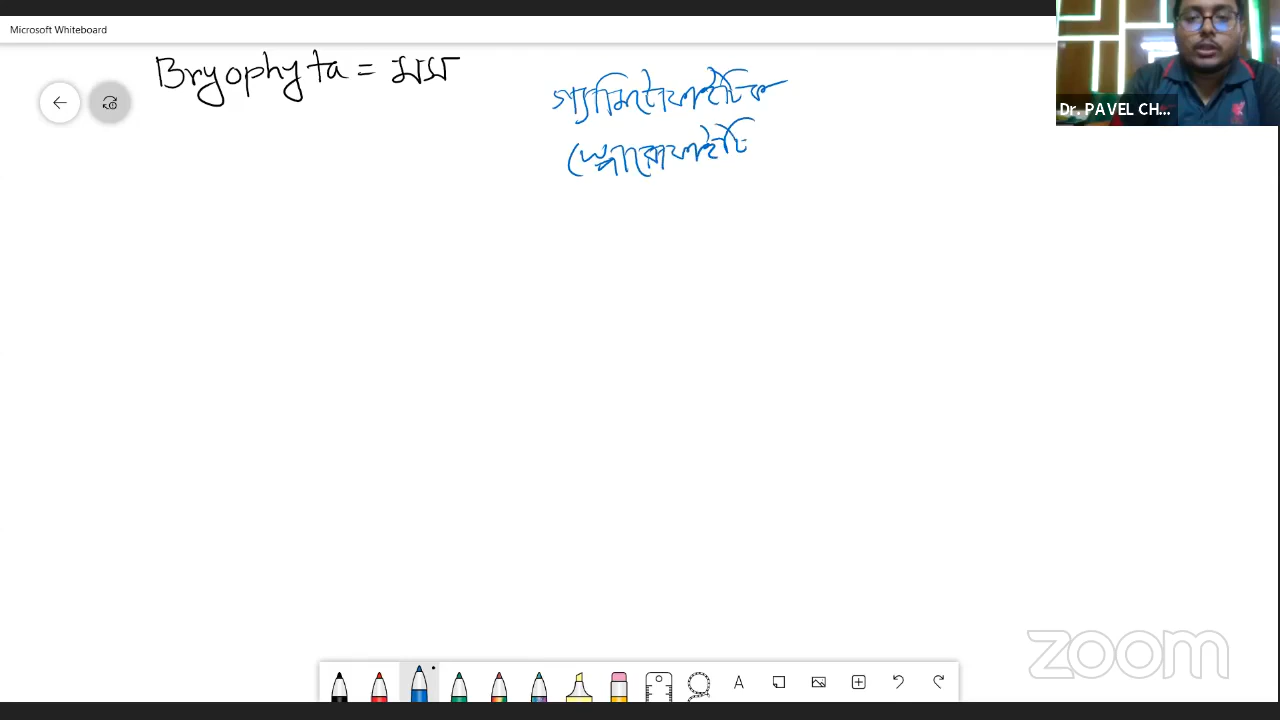 Microsoft Whiteboard
Bryophyta = মস
গ্যামিটোফাইটিক
স্পোরোফাইটি
Dr. PAVEL CH...
A
zoom